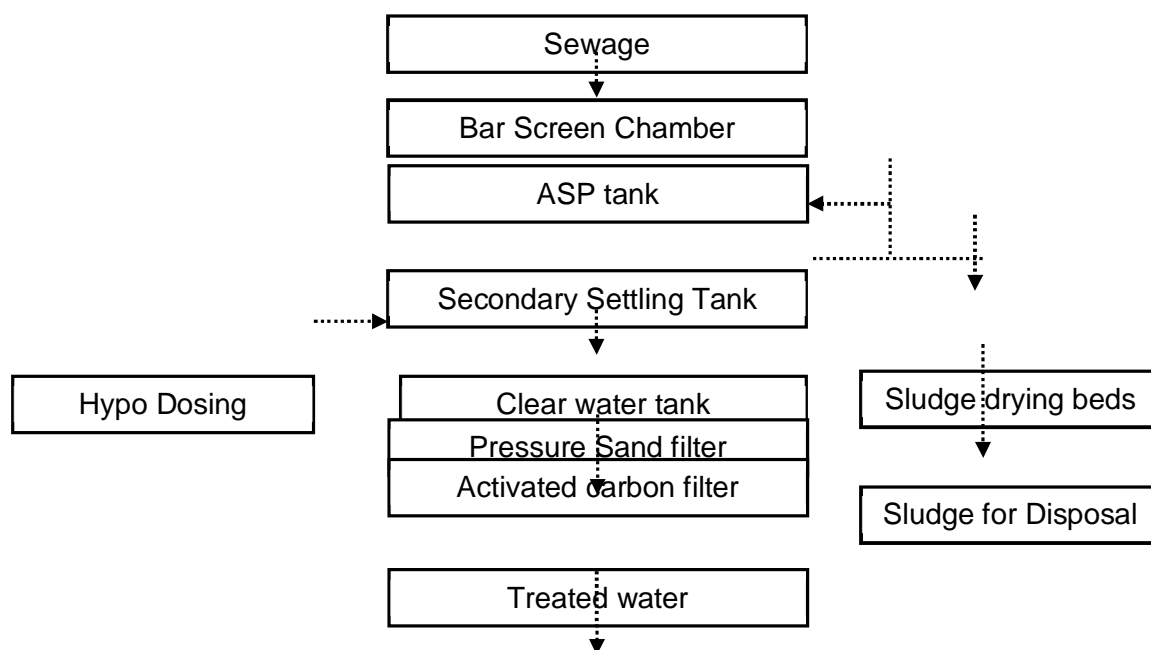 Sewage
Bar Screen Chamber
ASP tank
Secondary Settling Tank
Hypo Dosing
Clear water tank
Sludge drying beds
Pressure Sand filter
Activated carbon filter
Sludge for Disposal
Treated water